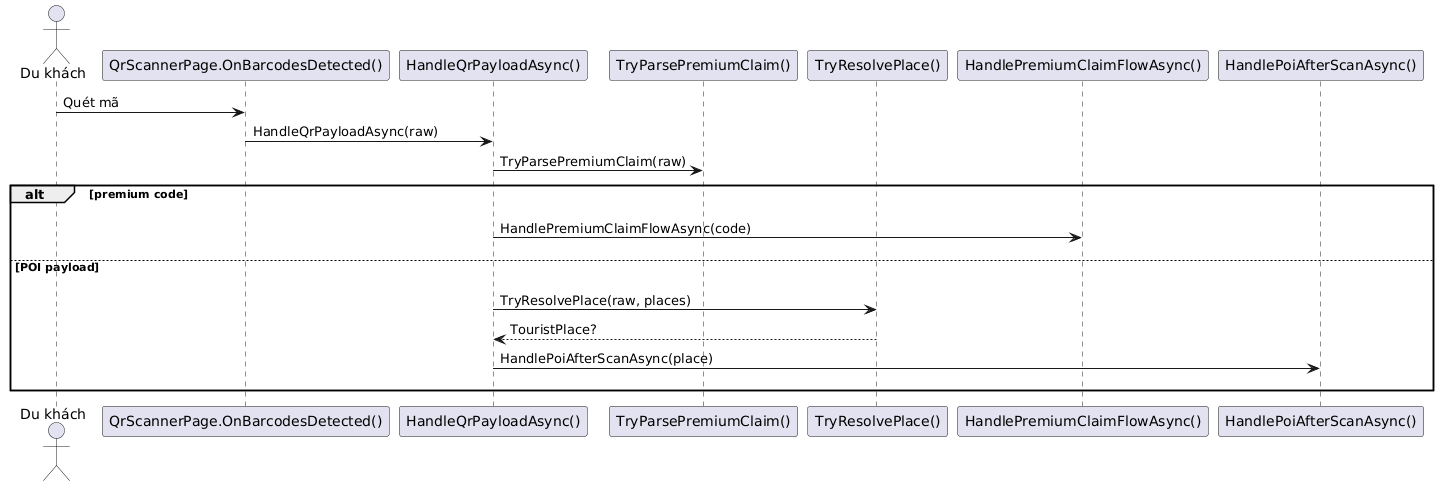 Du khách
QrScannerPage.OnBarcodesDetected()
HandleQrPayloadAsync()
TryParsePremiumClaim()
TryResolvePlace()
HandlePremiumClaimFlowAsync()
HandlePoiAfterScanAsync()
Quét mã
HandleQrPayloadAsync(raw)
TryParsePremiumClaim(raw)
alt
[premium code]
HandlePremiumClaimFlowAsync(code)
[POI payload]
TryResolvePlace(raw, places)
TouristPlace?
HandlePoiAfterScanAsync(place)
Du khách
QrScannerPage.OnBarcodesDetected()
HandleQrPayloadAsync()
TryParsePremiumClaim()
TryResolvePlace()
HandlePremiumClaimFlowAsync()
HandlePoiAfterScanAsync()